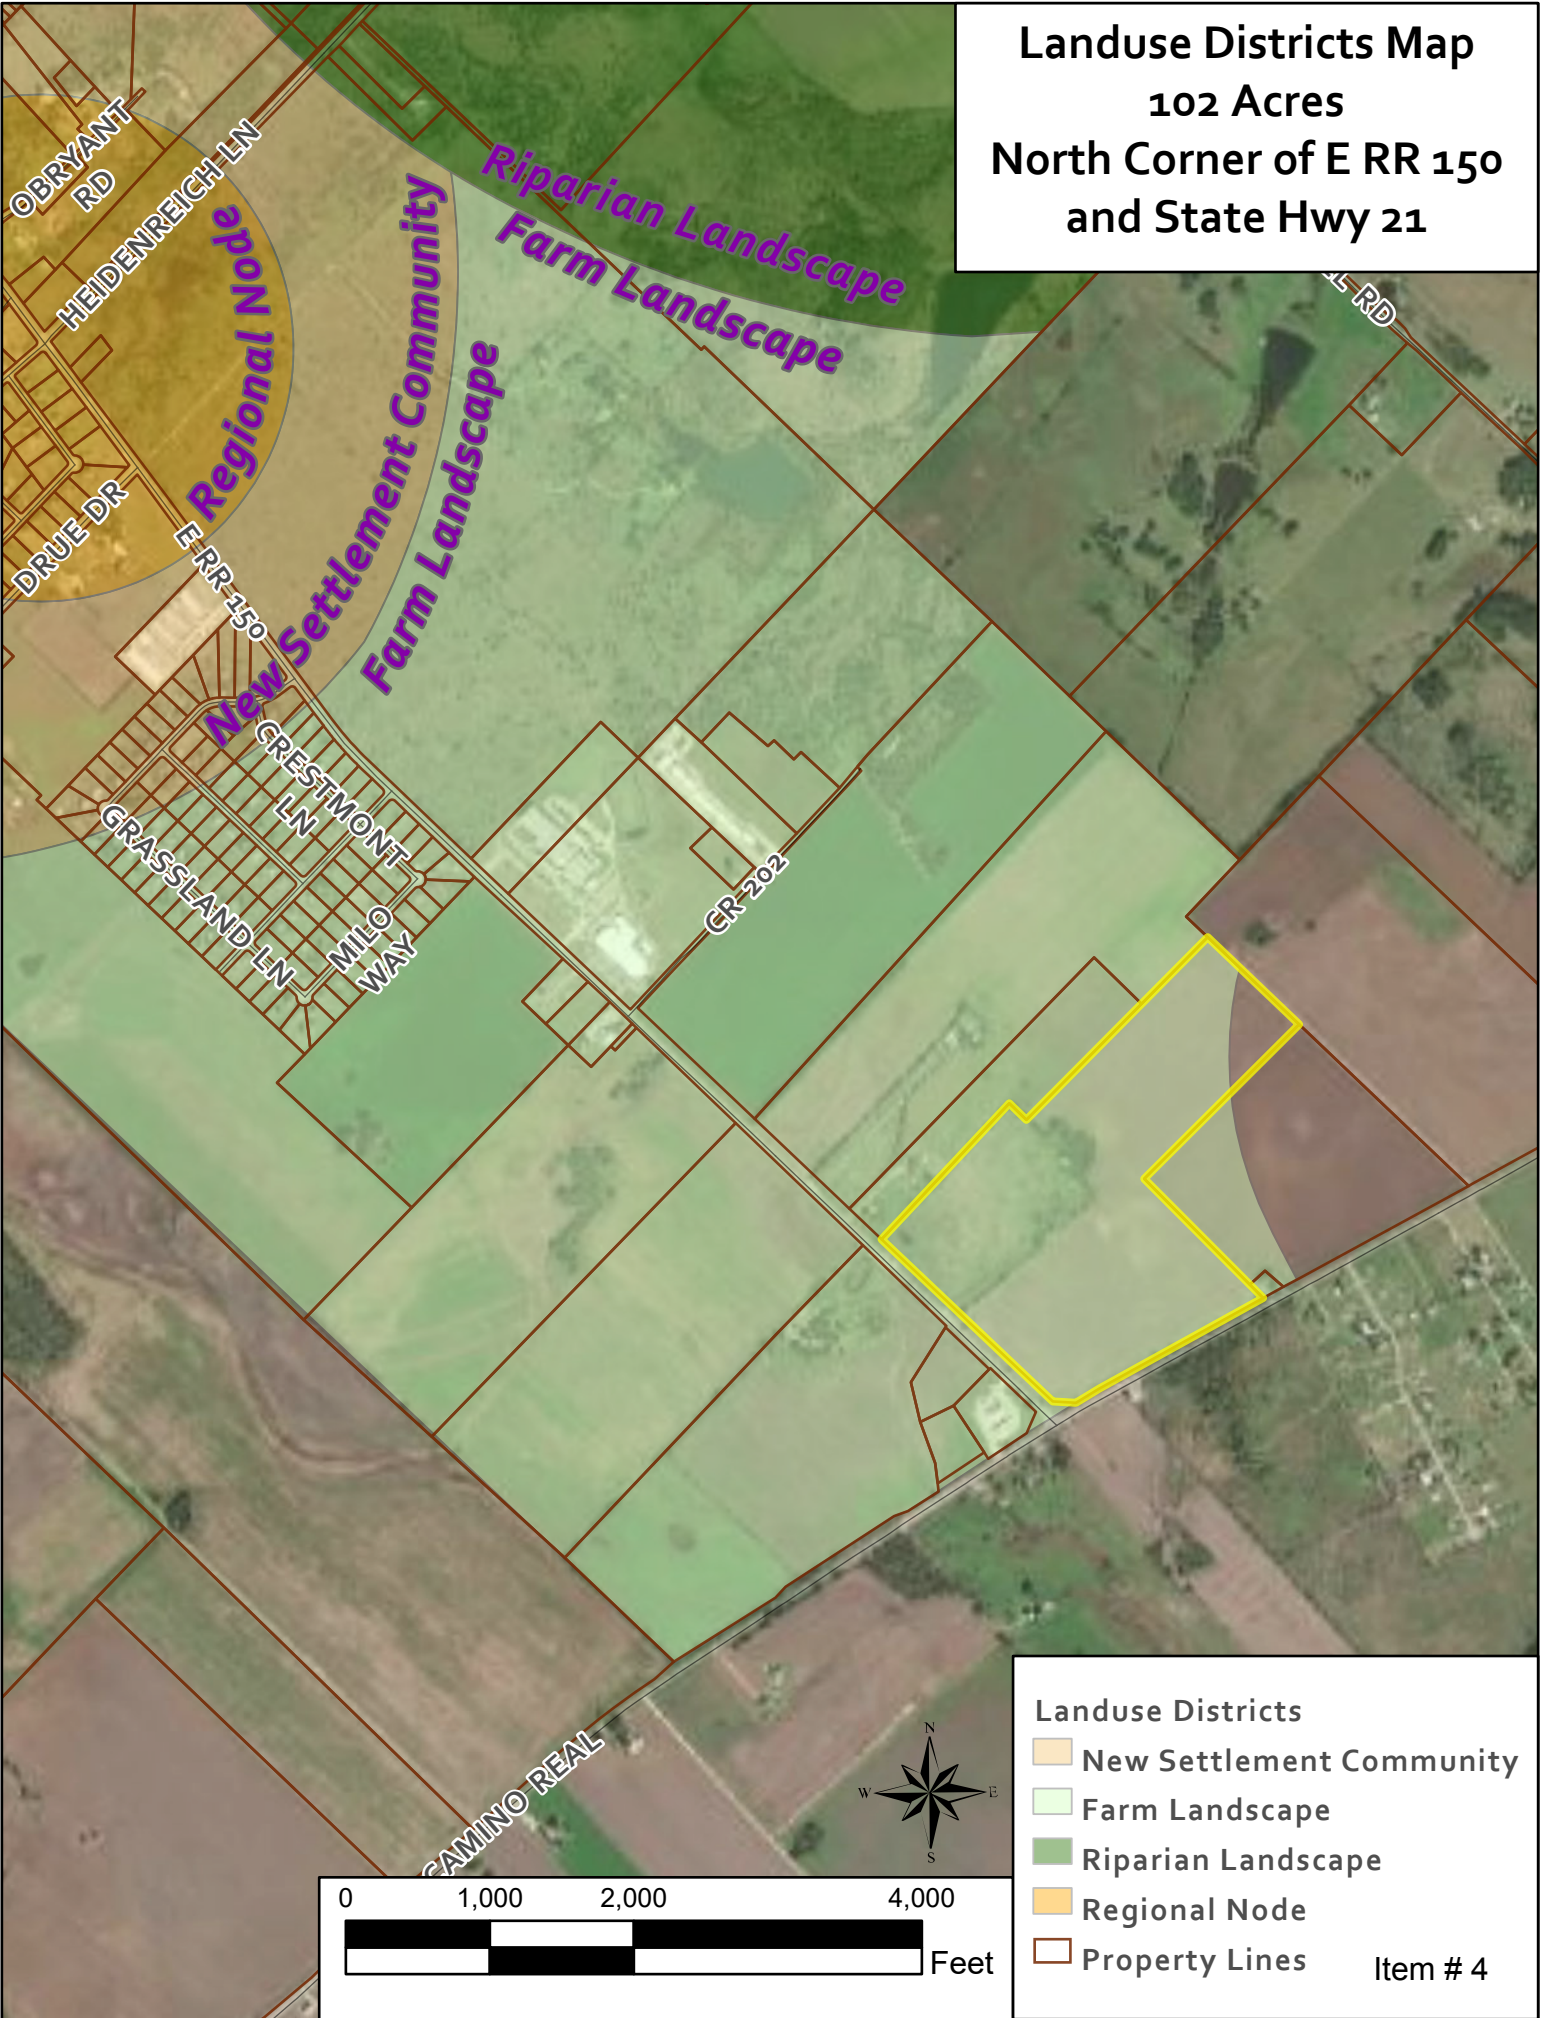 Landuse Districts Map
102 Acres
North Corner of E RR 150
and State Hwy 21
OBRYANT
RD
HEIDENREICH LN
Regional Node
New Settlement Community
Farm Landscape
Riparian Landscape
Farm Landscape
RD
DRUE DR
E RR 150
CRESTMONT
LN
GRASSLAND LN
MILO
WAY
CR 202
CAMINO REAL
N
W
E
S
0
1,000
2,000
4,000
Feet
Landuse Districts
New Settlement Community
Farm Landscape
Riparian Landscape
Regional Node
Property Lines
Item # 4